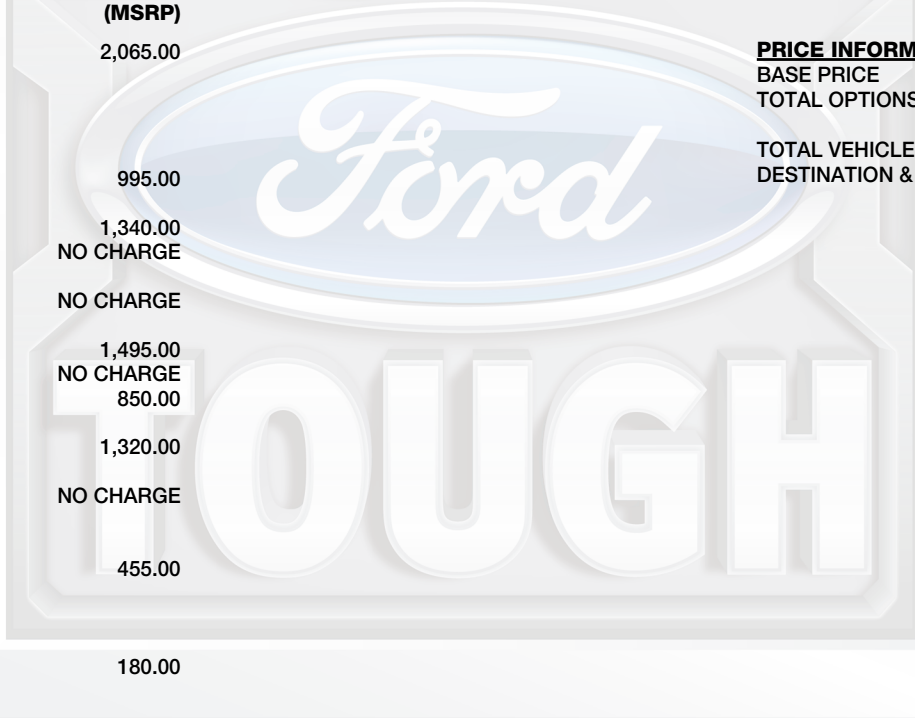 (MSRP)
2,065.00
995.00
1,340.00
NO CHARGE
NO CHARGE
1,495.00
NO CHARGE
850.00
1,320.00
NO CHARGE
455.00
180.00
PRICE INFORM
BASE PRICE
TOTAL OPTIONS
TOTAL VEHICLE
DESTINATION &
Ford
TOUGH